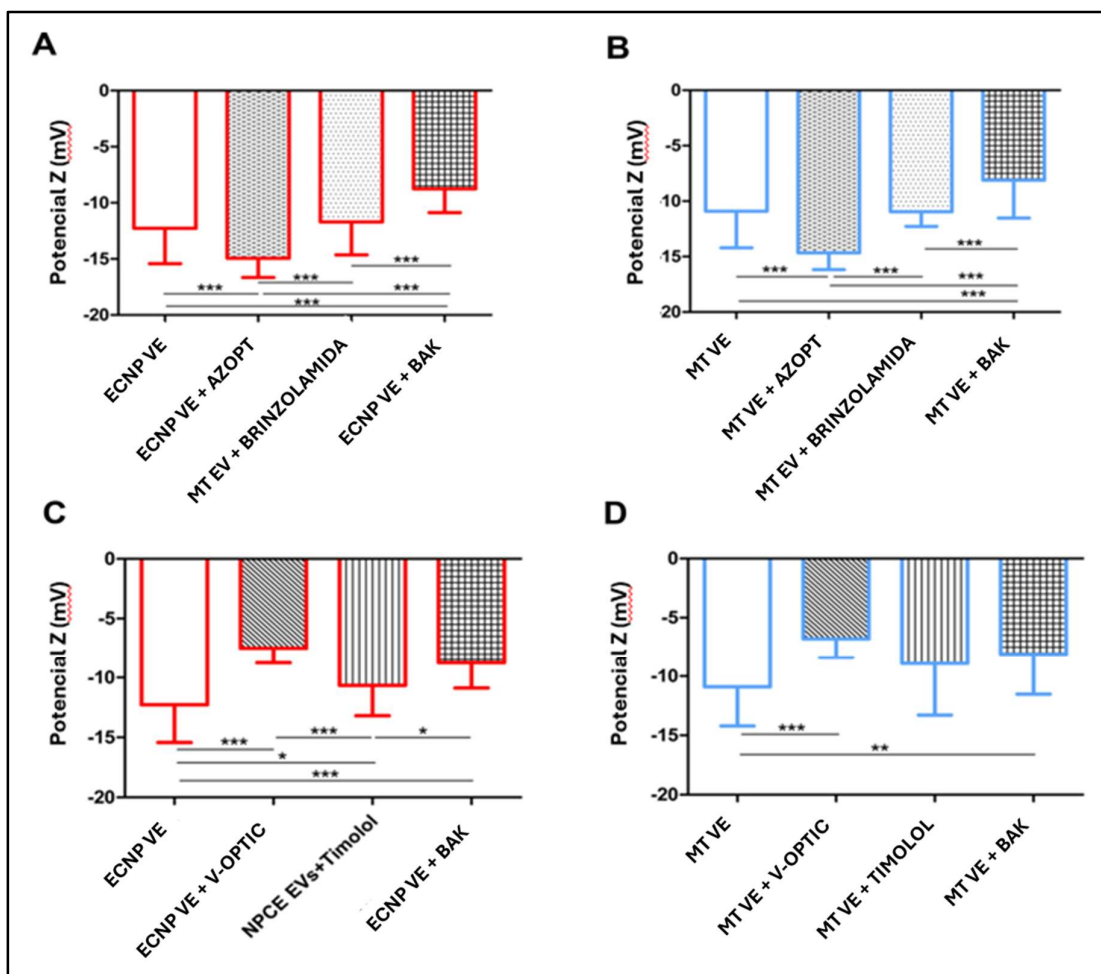 A
Potencial Z (mV)
0
-5
-10
-15
-20
***
***
***
***
***
ECNP VE
ECNP VE + AZOPT
MT EV + BRINZOLAMIDA
ECNP VE + BAK
B
Potencial Z (mV)
0
-5
-10
-15
20
***
***
***
***
***
MT VE
MT VE + AZOPT
MT EV + BRINZOLAMIDA
MT VE + BAK
C
Potencial Z (mV)
0
-5
-10
-15
-20
***
***
*
*
***
ECNP VE
ECNP VE + V-OPTIC
NPCE EVs+Timolol
ECNP VE + BAK
D
Potencial Z (mV)
0
-5
-10
-15
-20
***
**
MT VE
MT VE + V-OPTIC
MT VE + TIMOLOL
MT VE + BAK